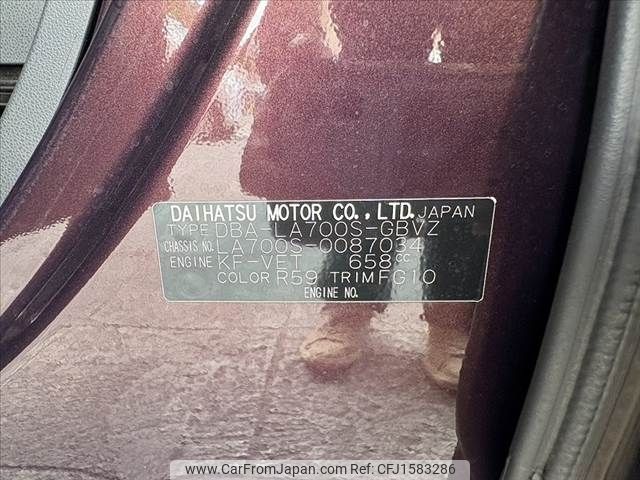 DAIHATSU MOTOR CO., LTD. JAPAN
TYPE DBA-LA700S-GBVZ
CHASSIS NO. LA700S-0087034
ENGINE KF-VET 658cc
COLOR R59 TRIM FG10
ENGINE NO.
www.CarFromJapan.com Ref No: CFJ1583286